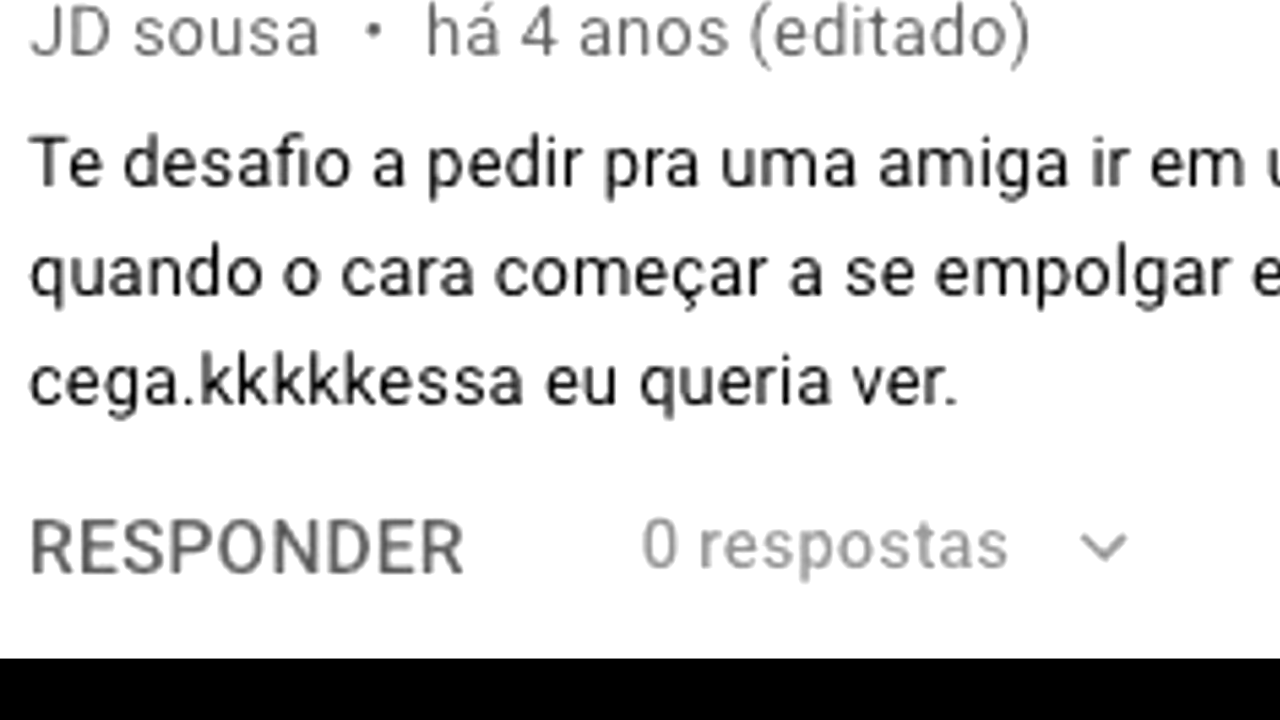 JD sousa • há 4 anos (editado)
Te desafio a pedir pra uma amiga ir em
quando o cara começar a se empolgar e
cega.kkkkkessa eu queria ver.
RESPONDER 0 respostas